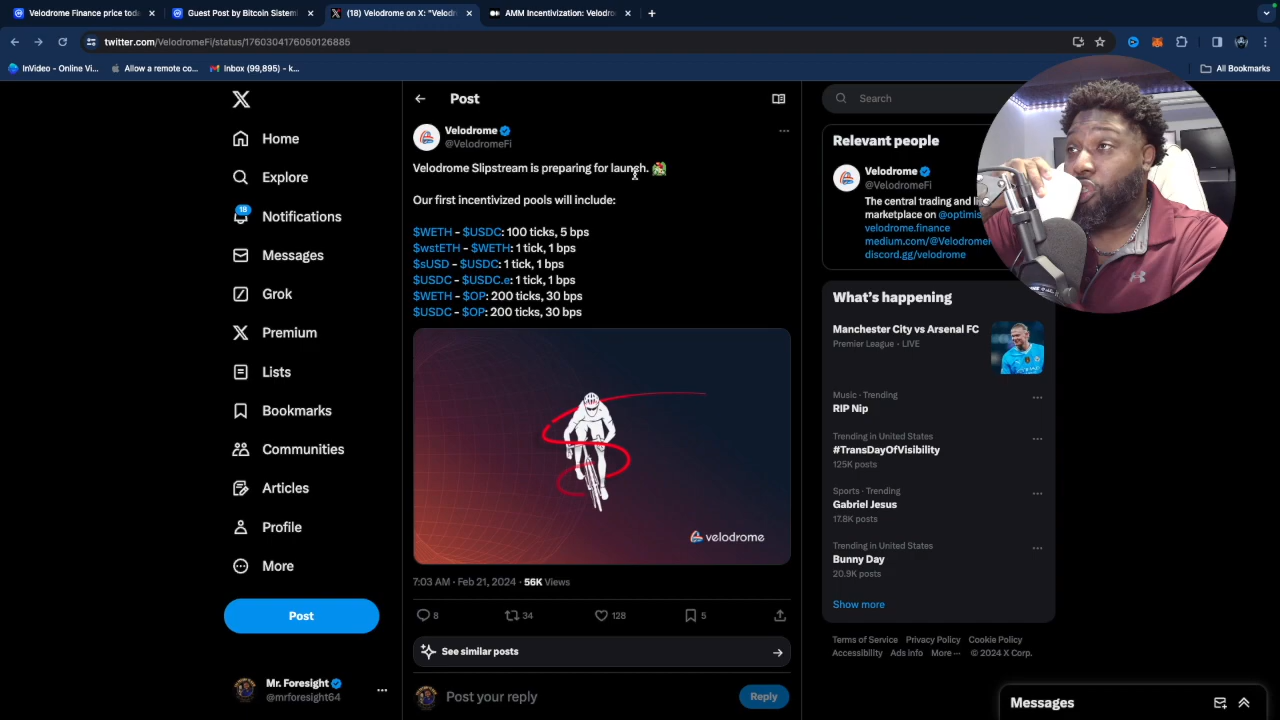 Velodrome Finance price toda
Guest Post by Bitcoin Sistemi
(18) Velodrome on X: "Velodr
AMM Incentivization: Velodro
twitter.com/VelodromeFi/status/1760304176050126885
InVideo - Online Vi...
Allow a remote co...
Inbox (99,895) - k...
All Bookmarks
Home
Explore
18
Notifications
Messages
Grok
Premium
Lists
Bookmarks
Communities
Articles
Profile
More
Post
Mr. Foresight
@mrforesight64
Post
Velodrome
@VelodromeFi
Velodrome Slipstream is preparing for launch.
Our first incentivized pools will include:
$WETH - $USDC: 100 ticks, 5 bps
$wstETH - $WETH: 1 tick, 1 bps
$sUSD - $USDC: 1 tick, 1 bps
$USDC - $USDC.e: 1 tick, 1 bps
$WETH - $OP: 200 ticks, 30 bps
$USDC - $OP: 200 ticks, 30 bps
velodrome
7:03 AM · Feb 21, 2024 · 56K Views
8
34
128
5
See similar posts
Post your reply
Reply
Search
Relevant people
Velodrome
@VelodromeFi
The central trading and li
marketplace on @optimis
velodrome.finance
medium.com/@Velodrome
discord.gg/velodrome
What's happening
Manchester City vs Arsenal FC
Premier League · LIVE
Music · Trending
RIP Nip
Trending in United States
#TransDayOfVisibility
125K posts
Sports · Trending
Gabriel Jesus
17.8K posts
Trending in United States
Bunny Day
20.9K posts
Show more
Terms of Service Privacy Policy Cookie Policy
Accessibility Ads info More ··· © 2024 X Corp.
Messages